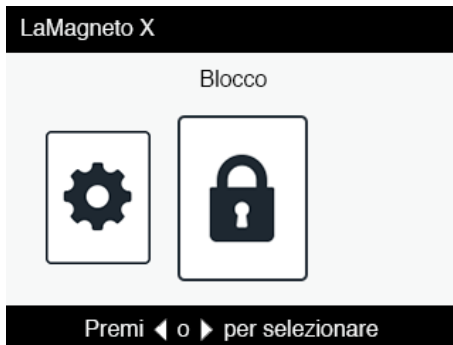 LaMagneto X
Blocco
Premi ◀ o ▶ per selezionare